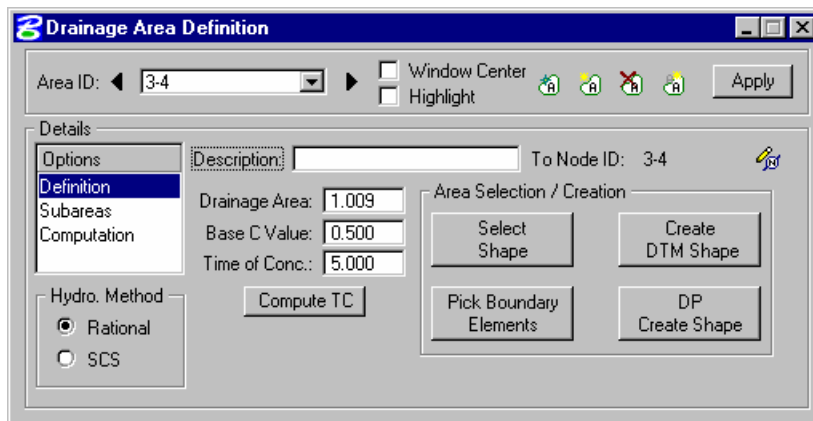 Drainage Area Definition
Area ID: 3-4
Window Center
Highlight
Apply
Details
Options
Definition
Subareas
Computation
Description:
To Node ID: 3-4
Drainage Area: 1.009
Base C Value: 0.500
Time of Conc.: 5.000
Compute TC
Area Selection / Creation
Select
Shape
Create
DTM Shape
Pick Boundary
Elements
DP
Create Shape
Hydro. Method
Rational
SCS